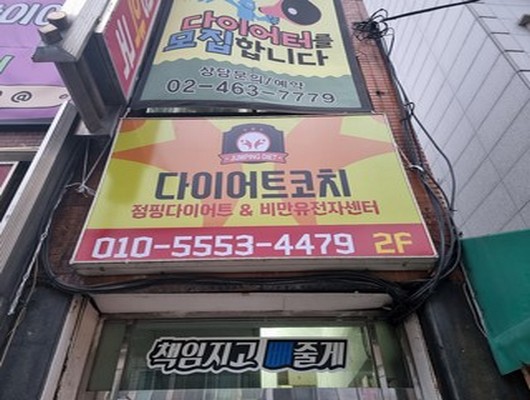 다이어터를
모집합니다
상담문의/예약
02-463-7779
JUMPING DIET
다이어트코치
점핑다이어트 & 비만유전자센터
010-5553-4479 2F
책임지고 빼줄게